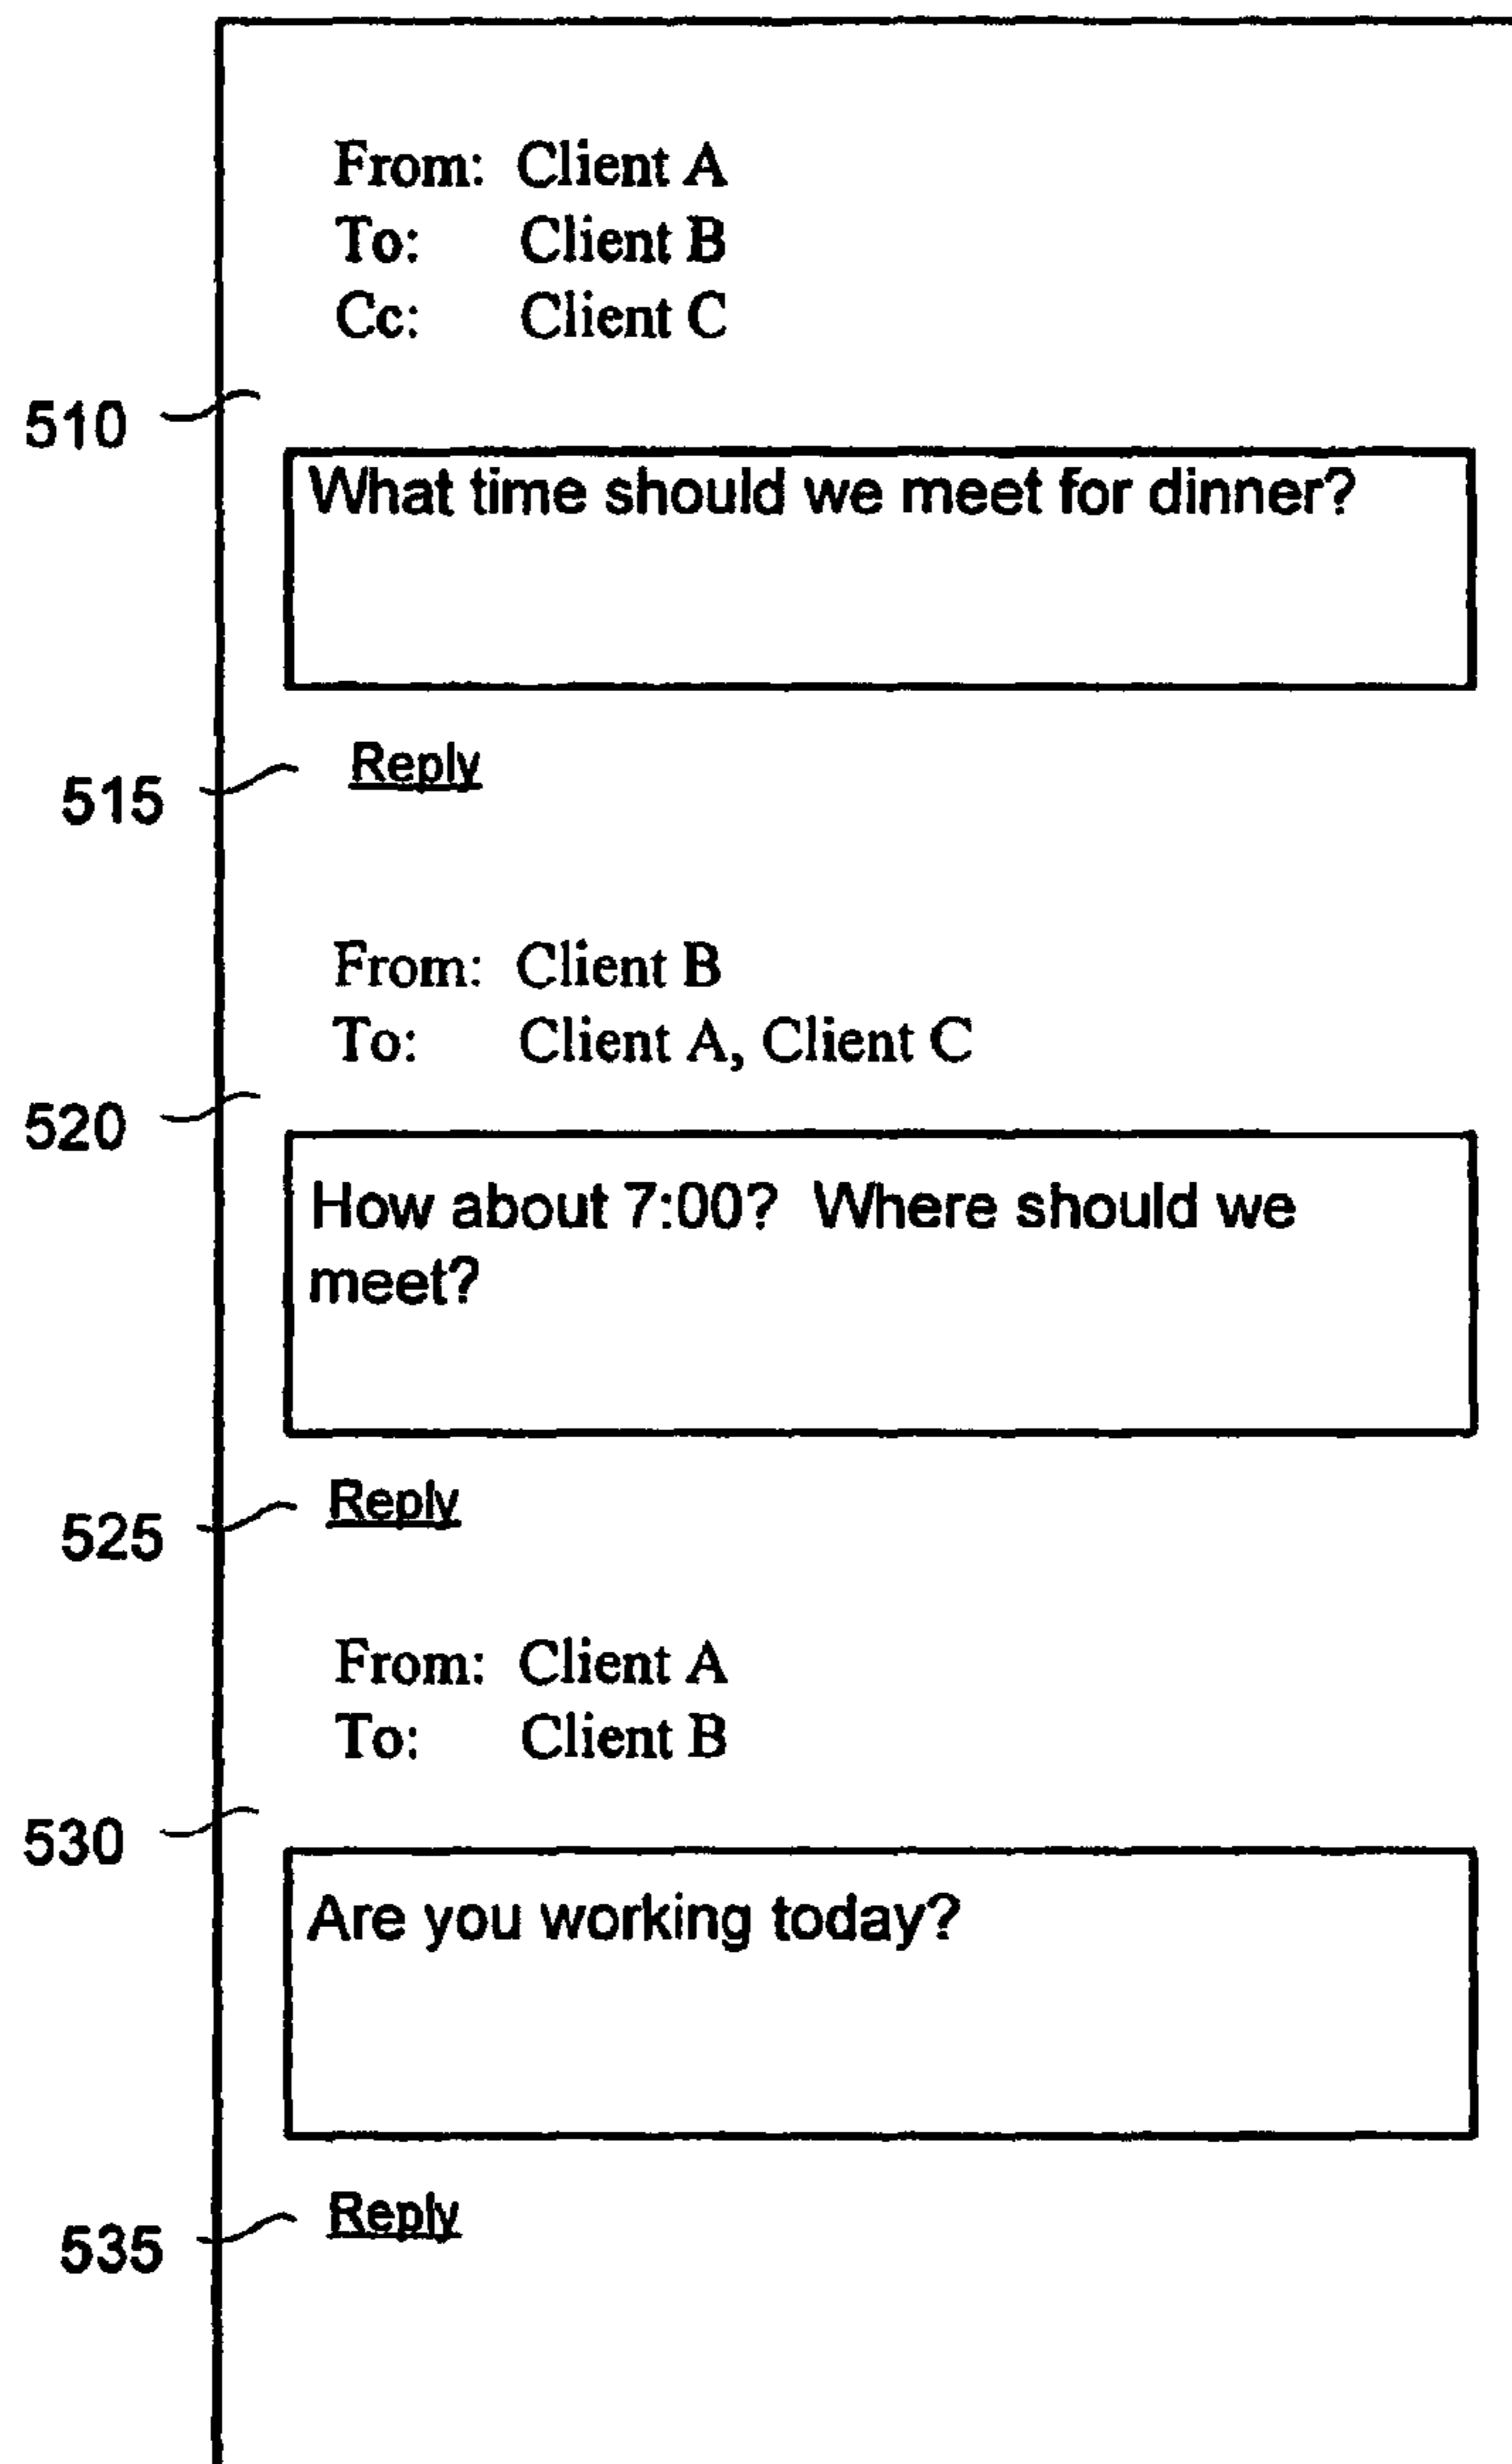 From: Client A
To: Client B
Cc: Client C
510
What time should we meet for dinner?
515 Reply
From: Client B
To: Client A, Client C
520
How about 7:00? Where should we
meet?
525 Reply
From: Client A
To: Client B
530
Are you working today?
535 Reply